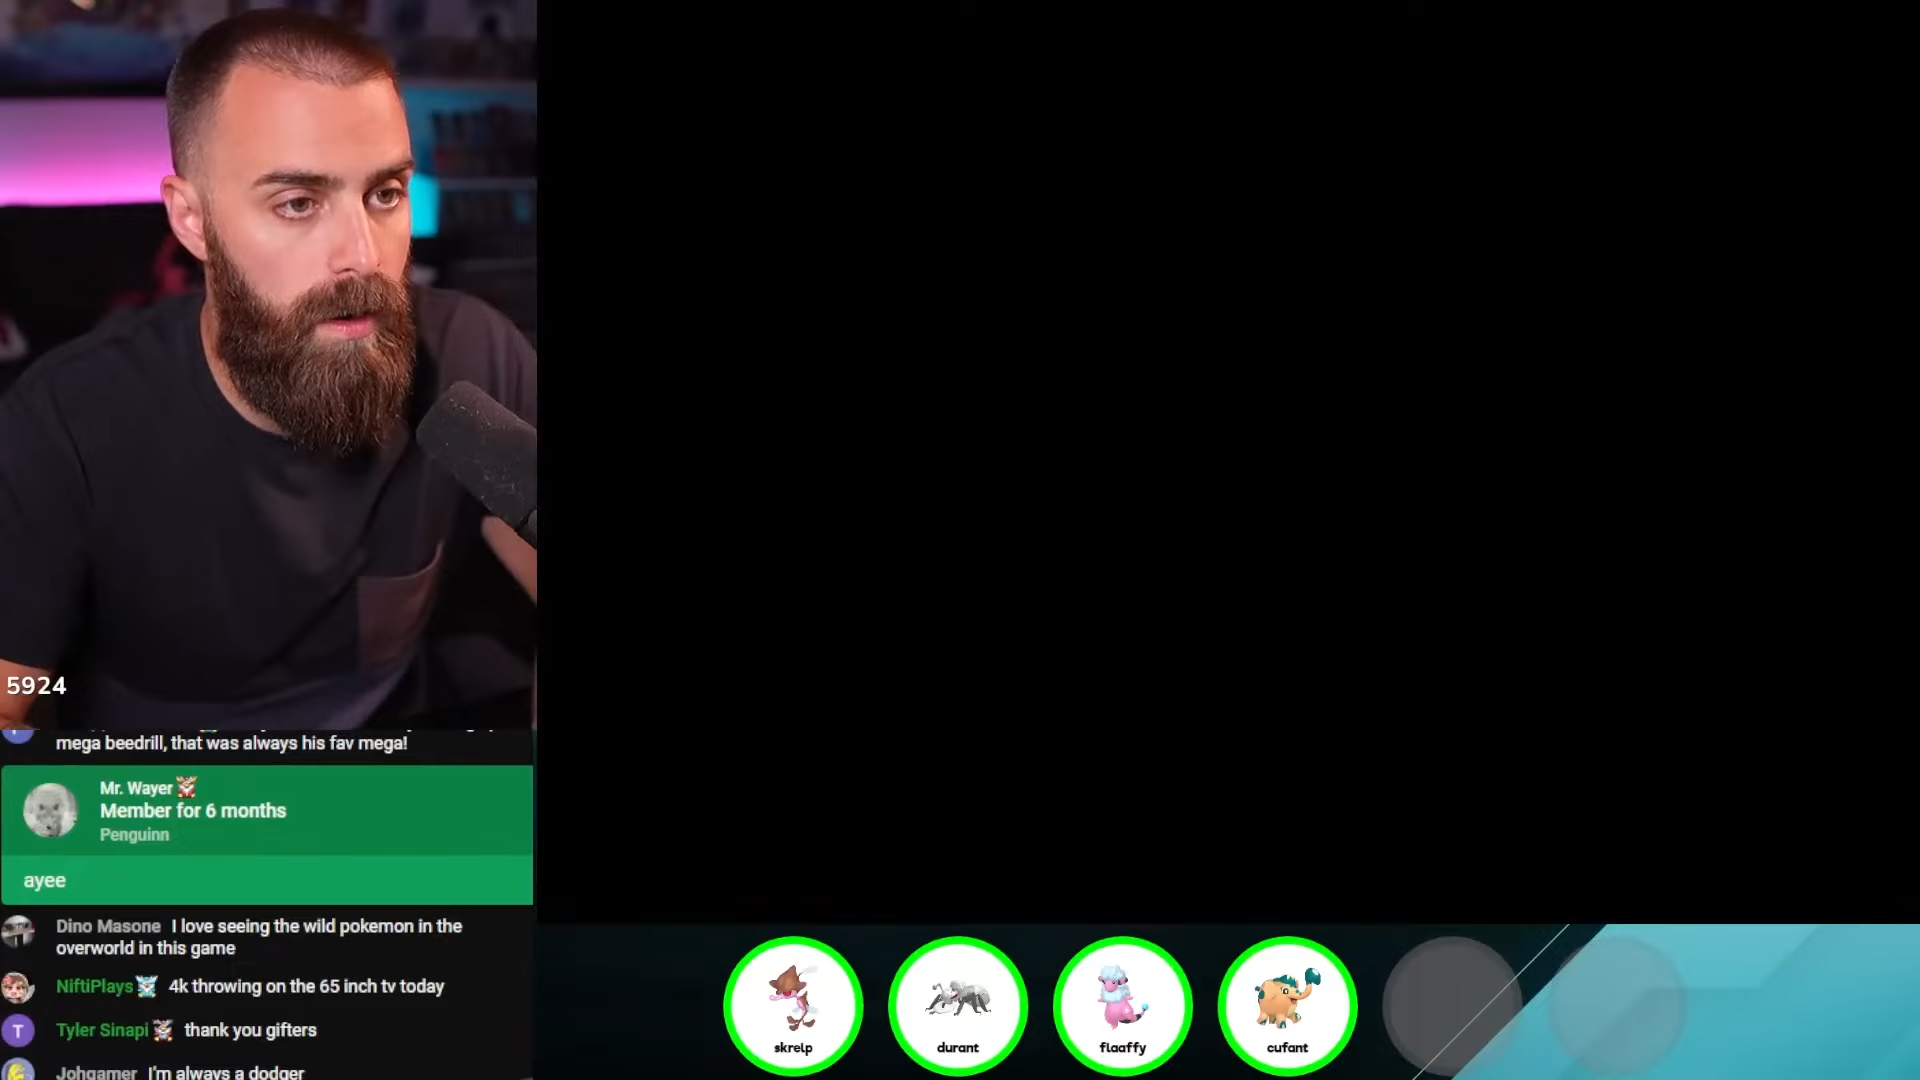 5924
mega beedrill, that was always his fav mega!
Mr. Wayer
Member for 6 months
Penguinn
ayee
Dino Masone I love seeing the wild pokemon in the
overworld in this game
NiftiPlays 4k throwing on the 65 inch tv today
T Tyler Sinapi thank you gifters
Johgamer I'm always a dodger
skrelp durant flaaffy cufant